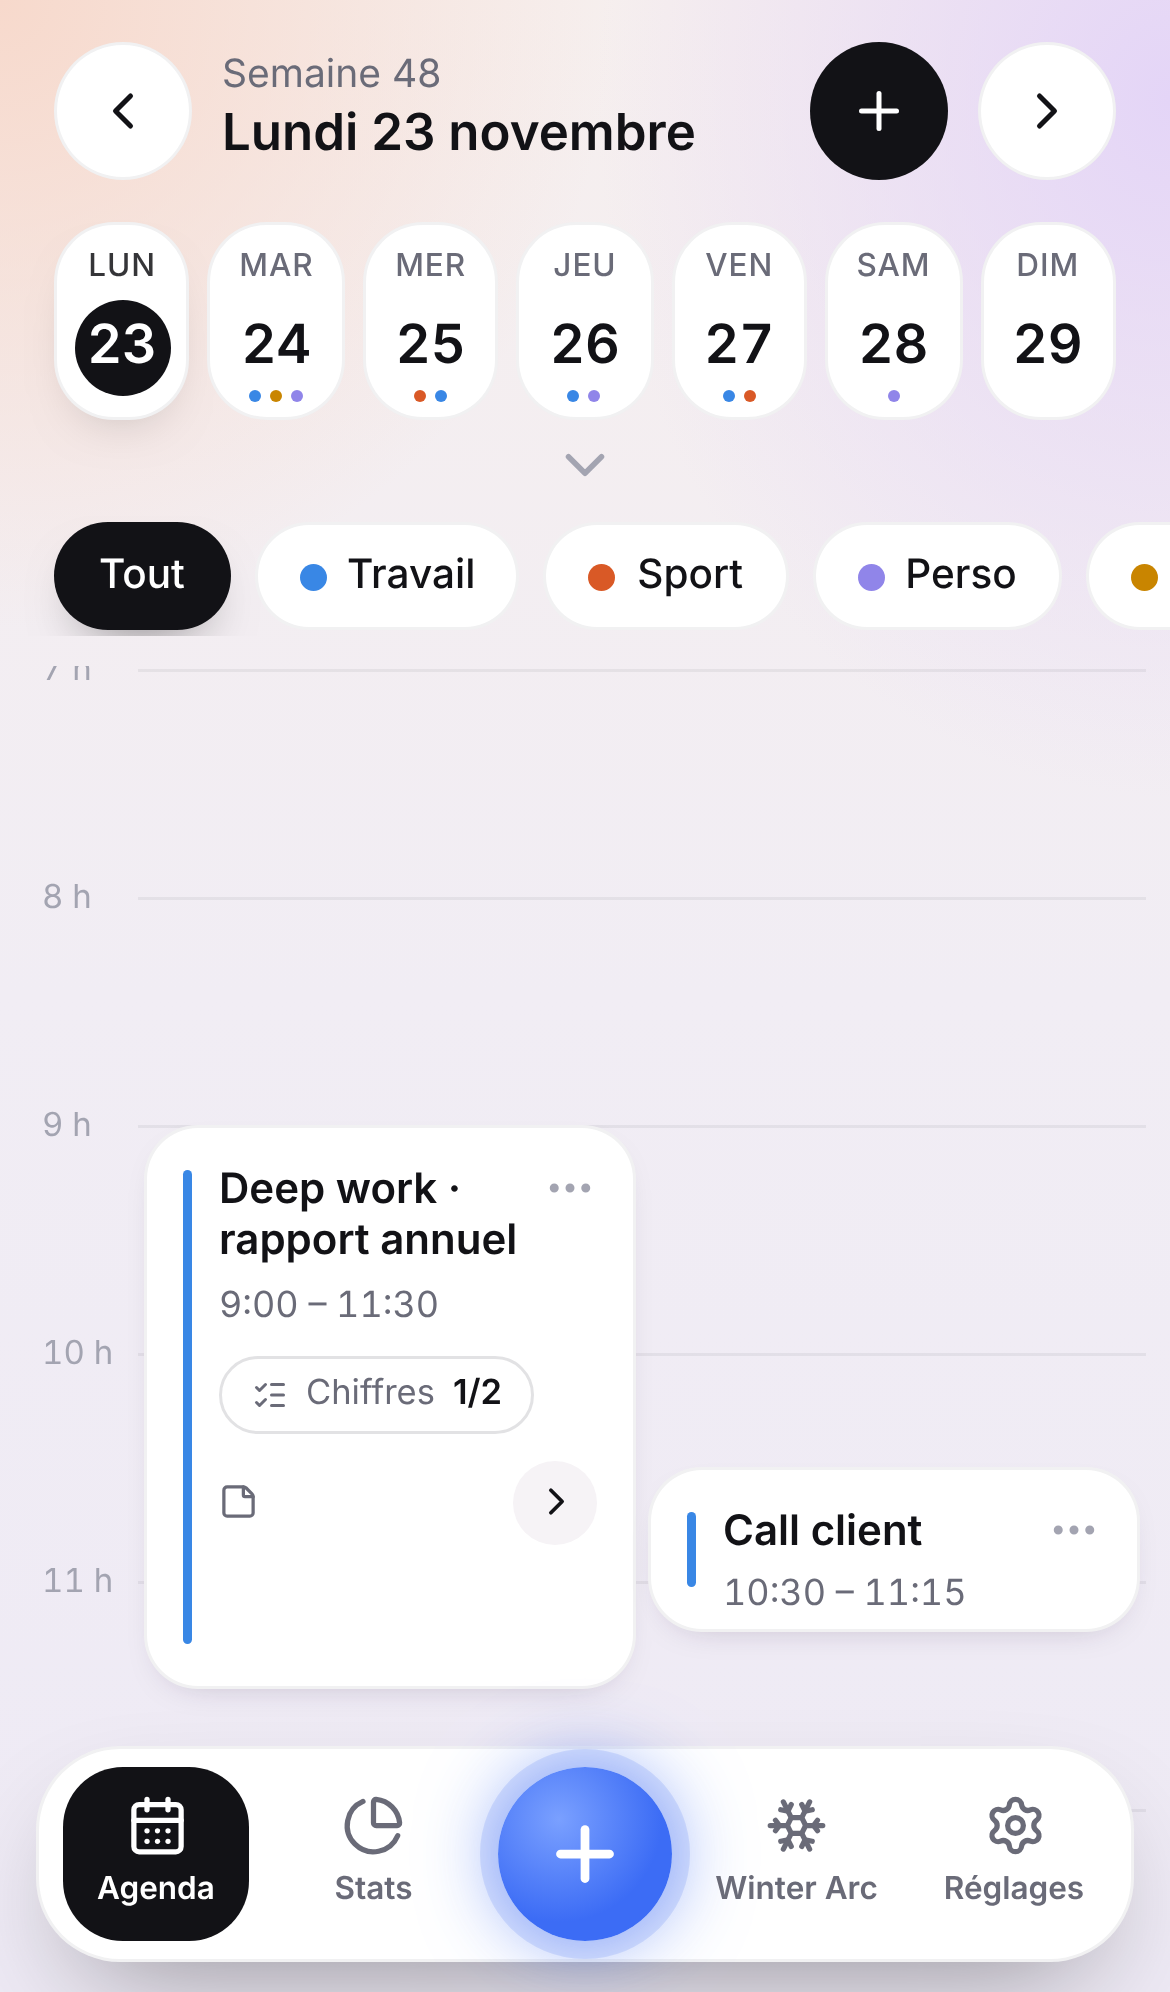 Semaine 48
Lundi 23 novembre
LUN MAR MER JEU VEN SAM DIM
23 24 25 26 27 28 29
Tout Travail Sport Perso
7 h
8 h
9 h
Deep work ·
rapport annuel
9:00 – 11:30
10 h
Chiffres 1/2
Call client
10:30 – 11:15
11 h
Agenda Stats Winter Arc Réglages